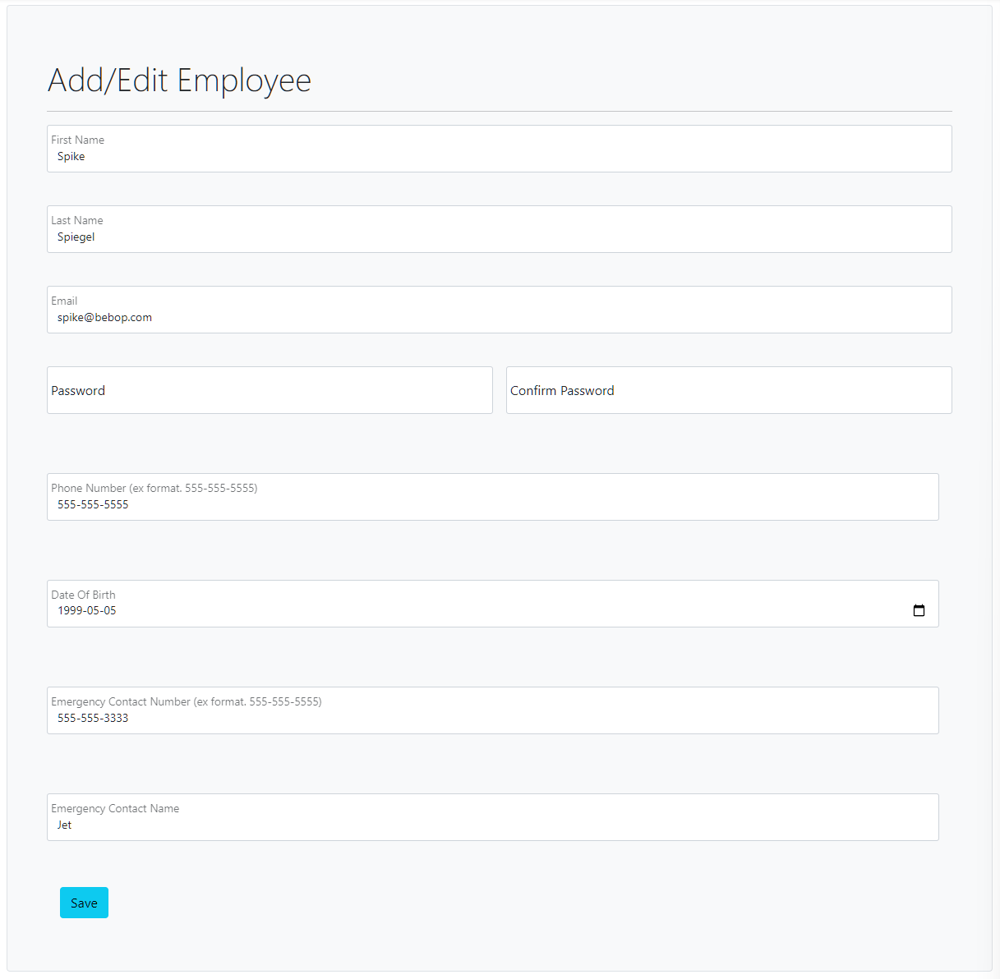 Add/Edit Employee
First Name
Spike
Last Name
Spiegel
Email
spike@bebop.com
Password
Confirm Password
Phone Number (ex format. 555-555-5555)
555-555-5555
Date Of Birth
1999-05-05
Emergency Contact Number (ex format. 555-555-5555)
555-555-3333
Emergency Contact Name
Jet
Save